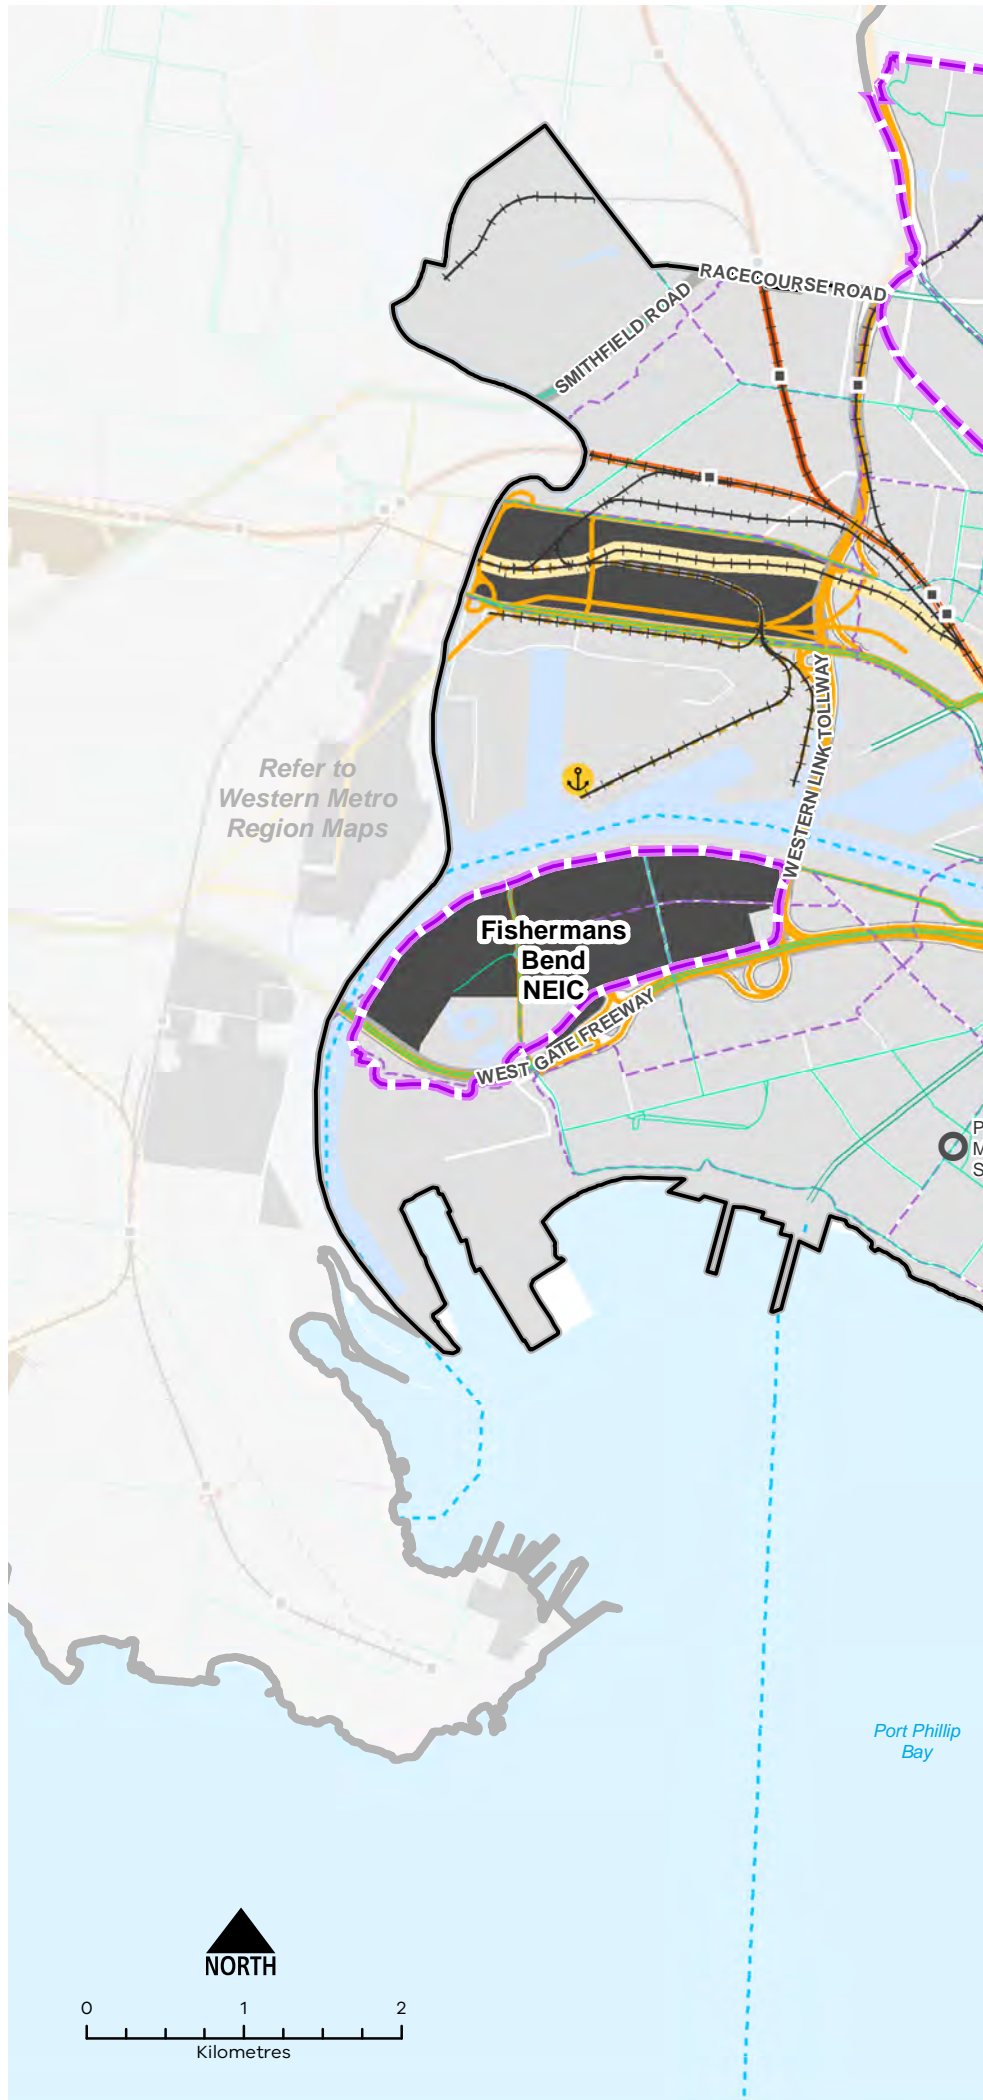 RACECOURSE ROAD
SMITHFIELD ROAD
WESTERN LINK TOLLWAY
Refer to
Western Metro
Region Maps
Fishermans
Bend
NEIC
WEST GATE FREEWAY
P
M
S
Port Phillip
Bay
NORTH
0 1 2
Kilometres